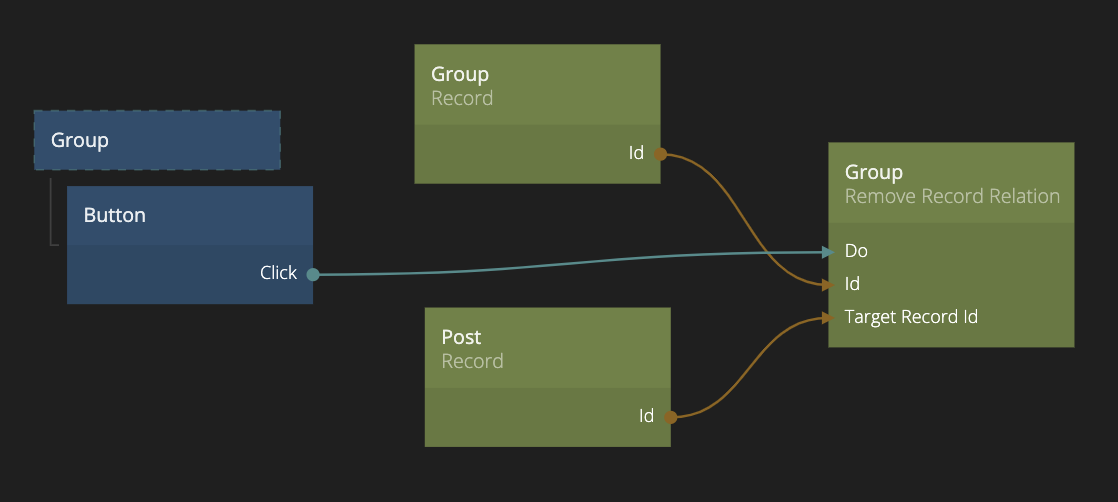 Group
Button
Click
Group
Record
Id
Post
Record
Id
Group
Remove Record Relation
Do
Id
Target Record Id